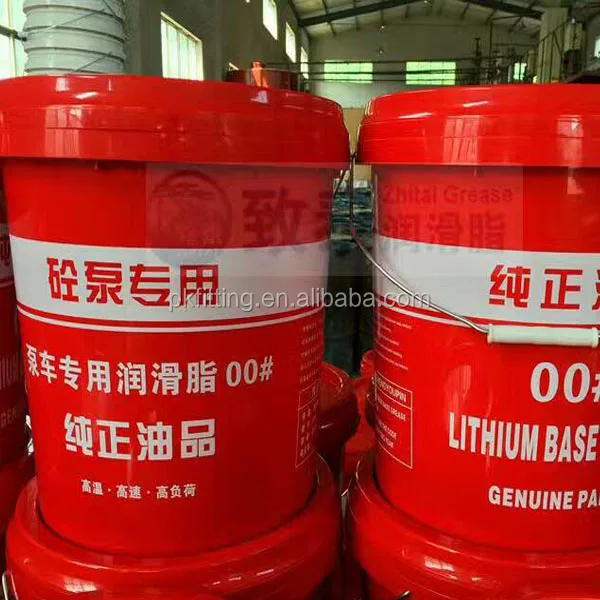 致
Zhitai Grease
润滑脂
砼泵专用
泵车专用润滑脂 00#
纯正油品
高温·高速·高负荷
pkfitting.en.alibaba.com
纯正
00#
LITHIUM BASE
GENUINE PA